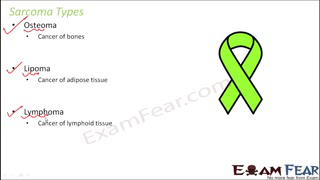 Sarcoma Types
• Osteoma
• Cancer of bones
• Lipoma
• Cancer of adipose tissue
• Lymphoma
• Cancer of lymphoid tissue
ExamFear.com
EXAM FEAR
No more fear from Exam